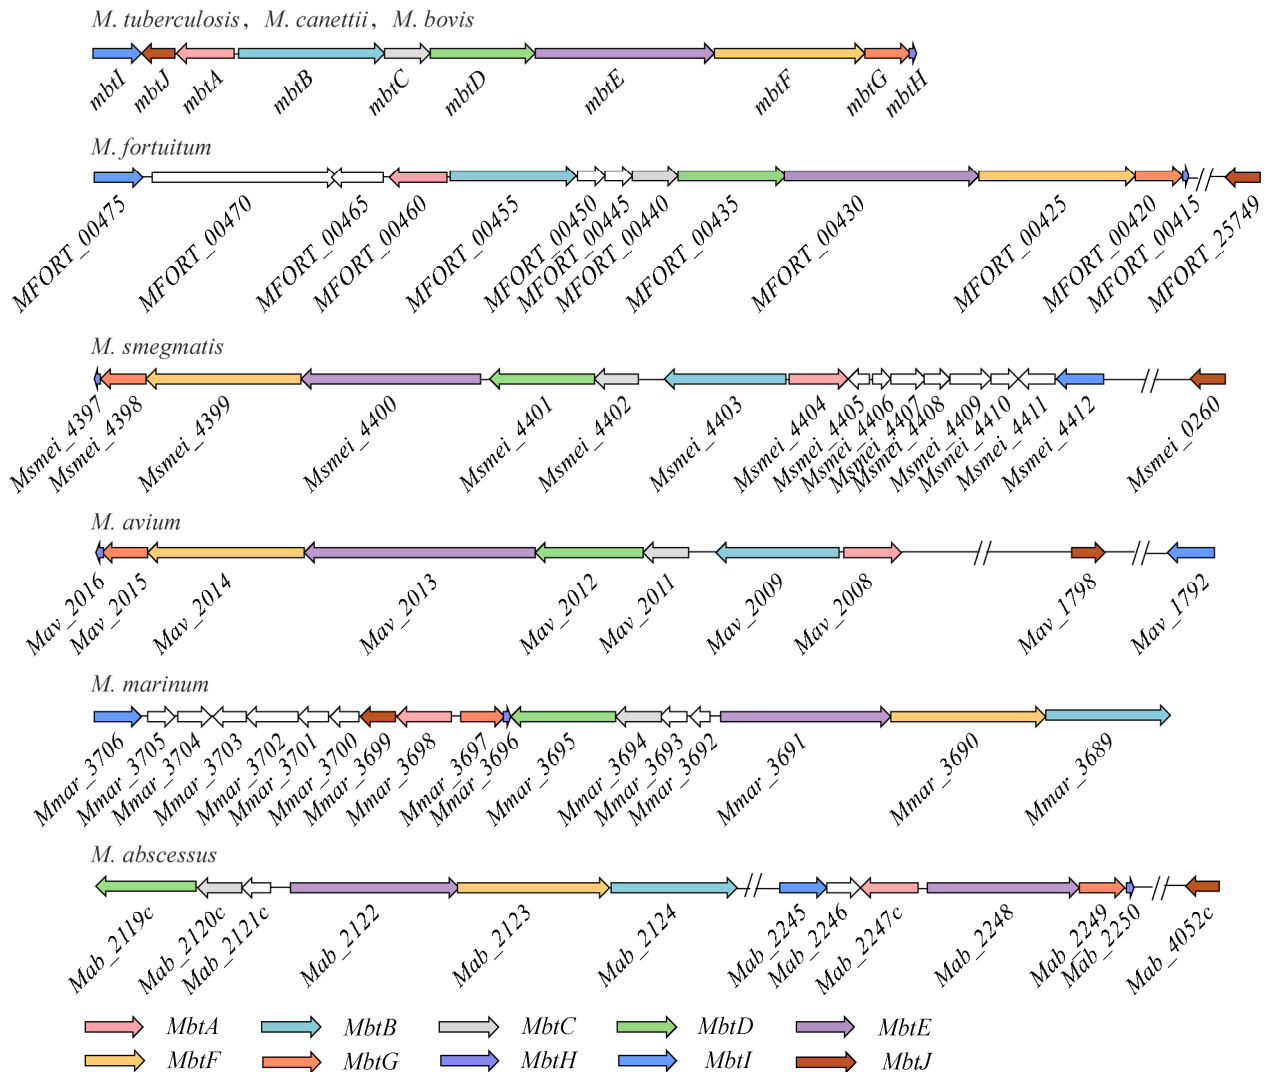 M. tuberculosis, M. canettii, M. bovis
mbtI mbtJ mbtA mbtB mbtC mbtD mbtE mbtF mbtG mbtH
M. fortuitum
MFORT_00475 MFORT_00470 MFORT_00465 MFORT_00460 MFORT_00455 MFORT_00450 MFORT_00445 MFORT_00440 MFORT_00435 MFORT_00430 MFORT_00425 MFORT_00420 MFORT_00415 MFORT_25749
M. smegmatis
Msmei_4397 Msmei_4398 Msmei_4399 Msmei_4400 Msmei_4401 Msmei_4402 Msmei_4403 Msmei_4404 Msmei_4405 Msmei_4406 Msmei_4407 Msmei_4408 Msmei_4409 Msmei_4410 Msmei_4411 Msmei_4412 Msmei_0260
M. avium
Mav_2016 Mav_2015 Mav_2014 Mav_2013 Mav_2012 Mav_2011 Mav_2009 Mav_2008 Mav_1798 Mav_1792
M. marinum
Mmar_3706 Mmar_3705 Mmar_3704 Mmar_3703 Mmar_3702 Mmar_3701 Mmar_3700 Mmar_3699 Mmar_3698 Mmar_3697 Mmar_3696 Mmar_3695 Mmar_3694 Mmar_3693 Mmar_3692 Mmar_3691 Mmar_3690 Mmar_3689
M. abscessus
Mab_2119c Mab_2120c Mab_2121c Mab_2122 Mab_2123 Mab_2124 Mab_2245 Mab_2246 Mab_2247c Mab_2248 Mab_2249 Mab_2250 Mab_4052c
MbtA MbtB MbtC MbtD MbtE
MbtF MbtG MbtH MbtI MbtJ